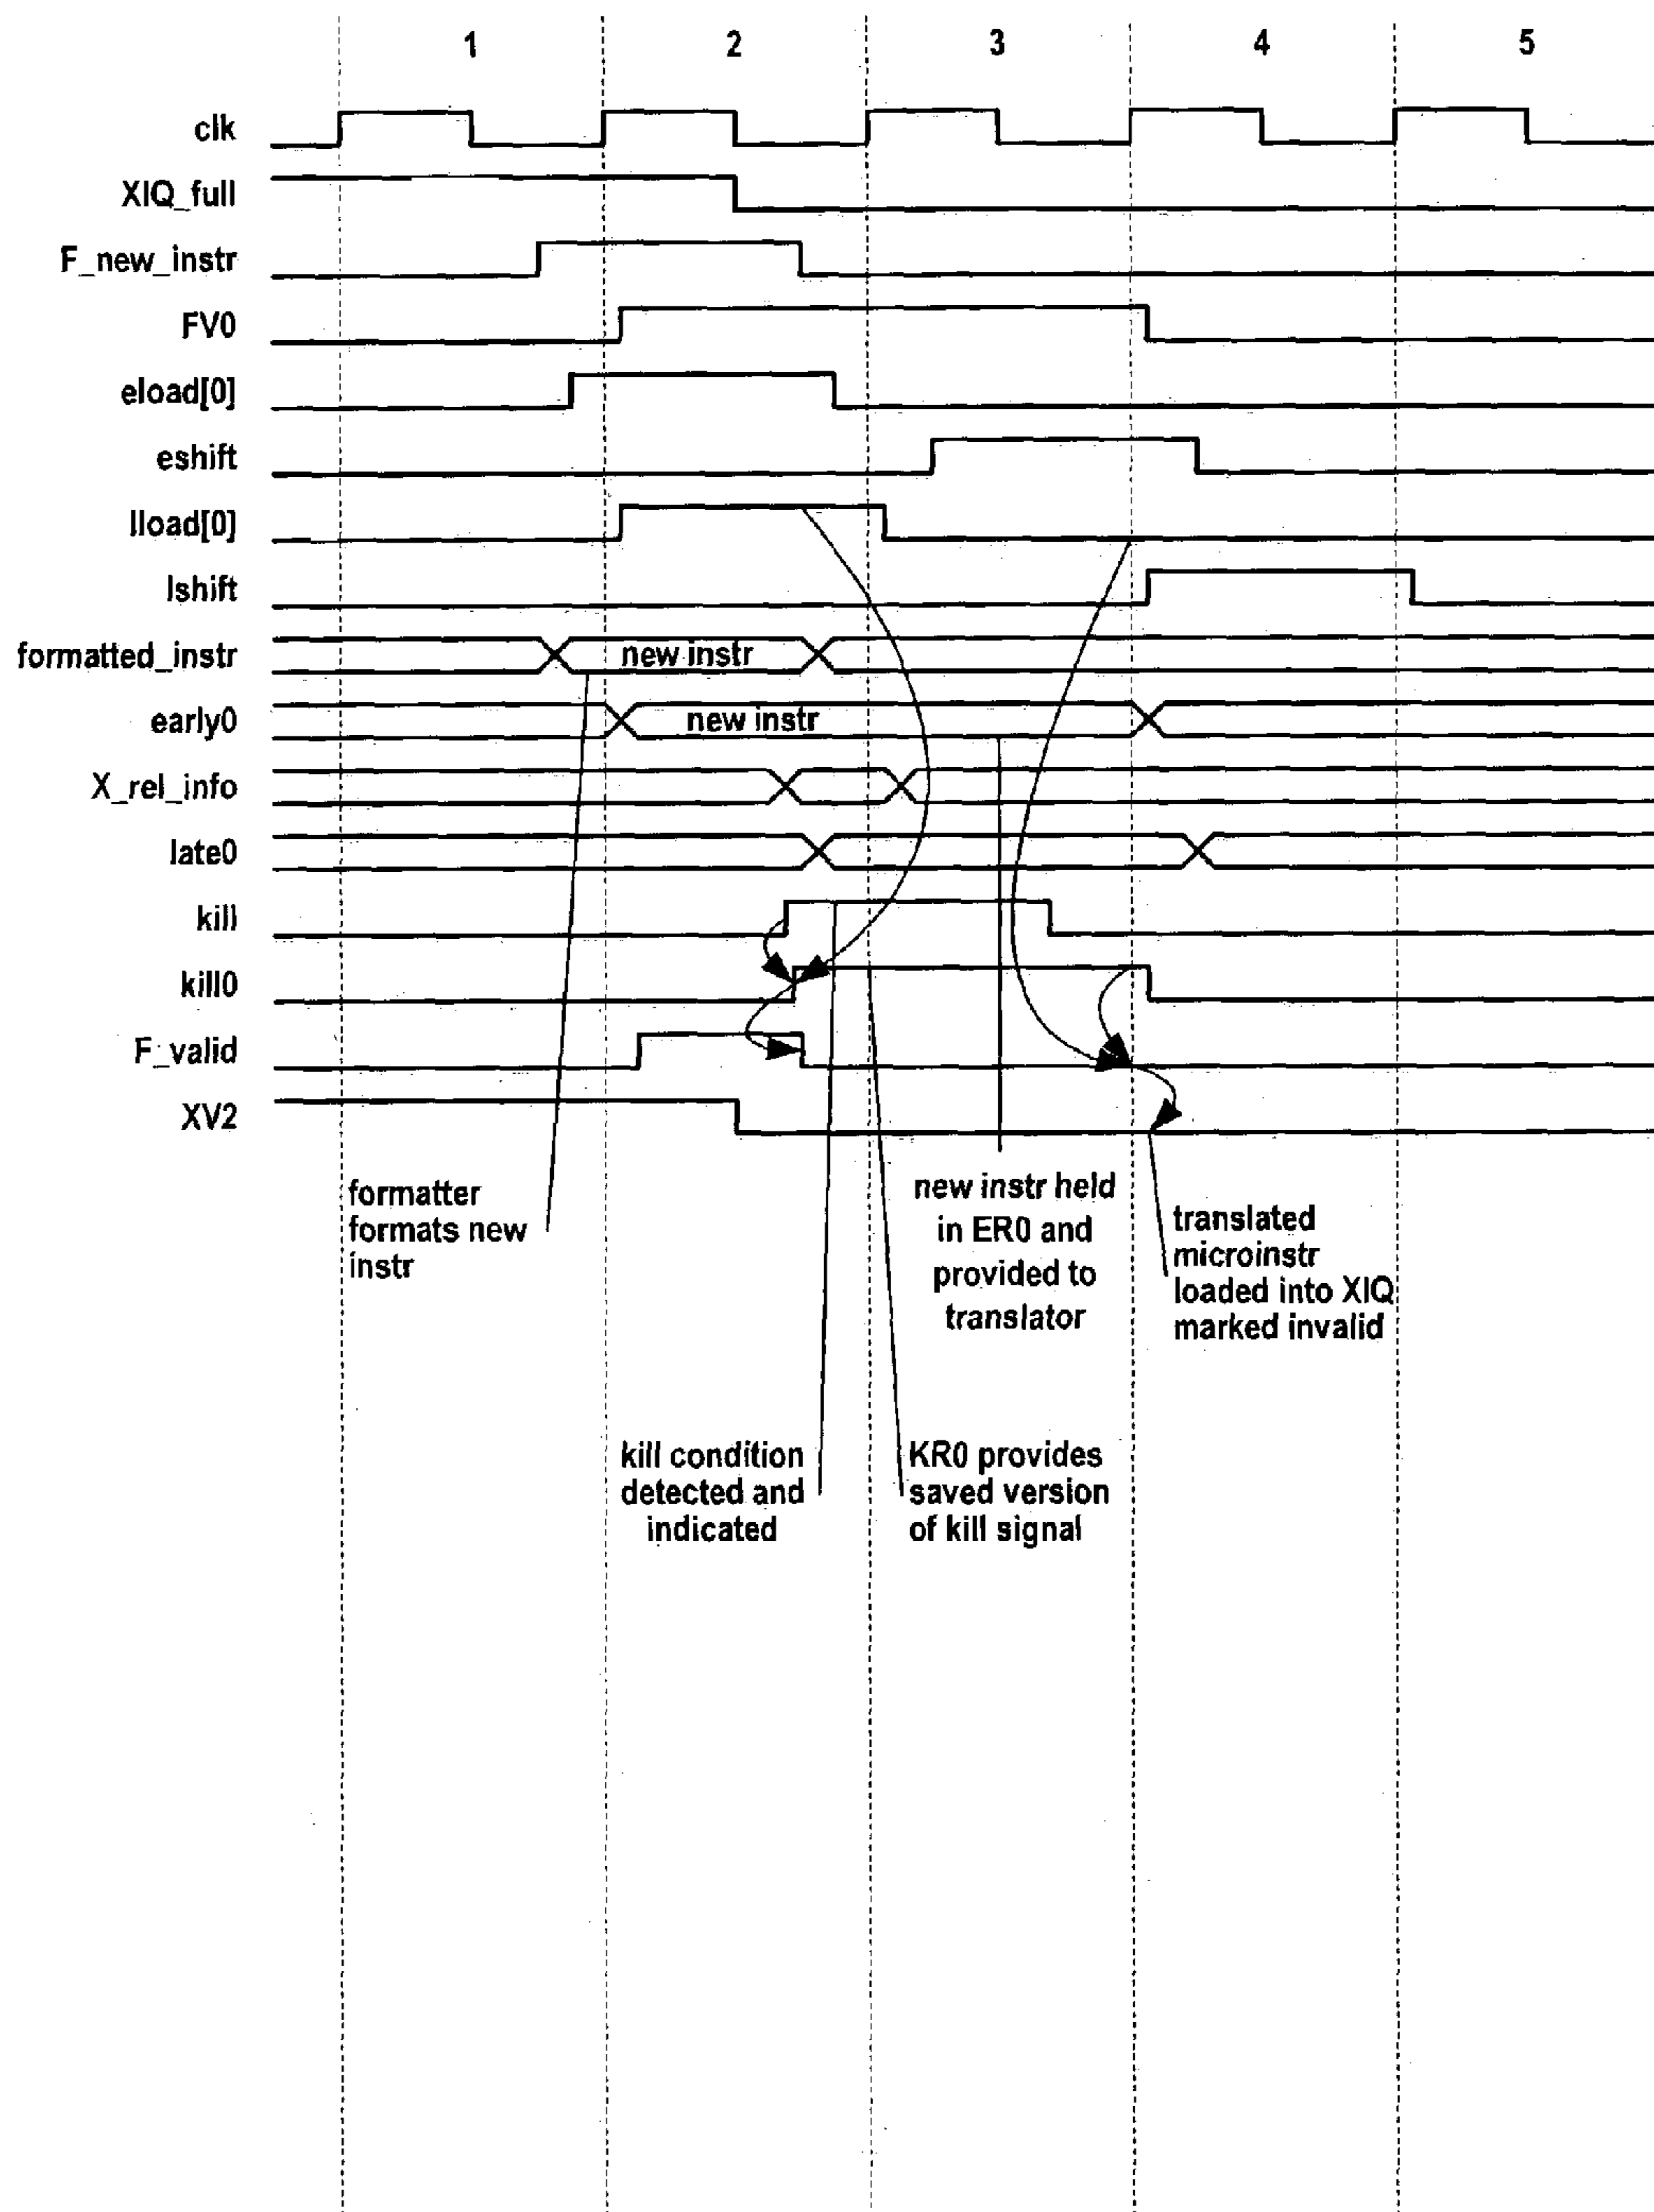 1 2 3 4 5
clk
XIQ_full
F_new_instr
FV0
eload[0]
eshift
lload[0]
lshift
formatted_instr new instr
early0 new instr
X_rel_info
late0
kill
kill0
F_valid
XV2
formatter
formats new
instr
new instr held
in ER0 and
provided to
translator
translated
microinstr
loaded into XIQ
marked invalid
kill condition
detected and
indicated
KR0 provides
saved version
of kill signal